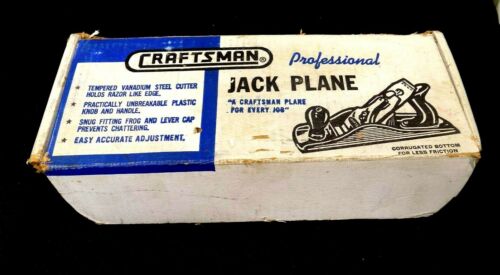 CRAFTSMAN®
Professional
JACK PLANE
"A CRAFTSMAN PLANE
FOR EVERY JOB"
★ TEMPERED VANADIUM STEEL CUTTER
HOLDS RAZOR LIKE EDGE.
★ PRACTICALLY UNBREAKABLE PLASTIC
KNOB AND HANDLE.
★ SNUG FITTING FROG AND LEVER CAP
PREVENTS CHATTERING.
★ EASY ACCURATE ADJUSTMENT.
CORRUGATED BOTTOM
FOR LESS FRICTION